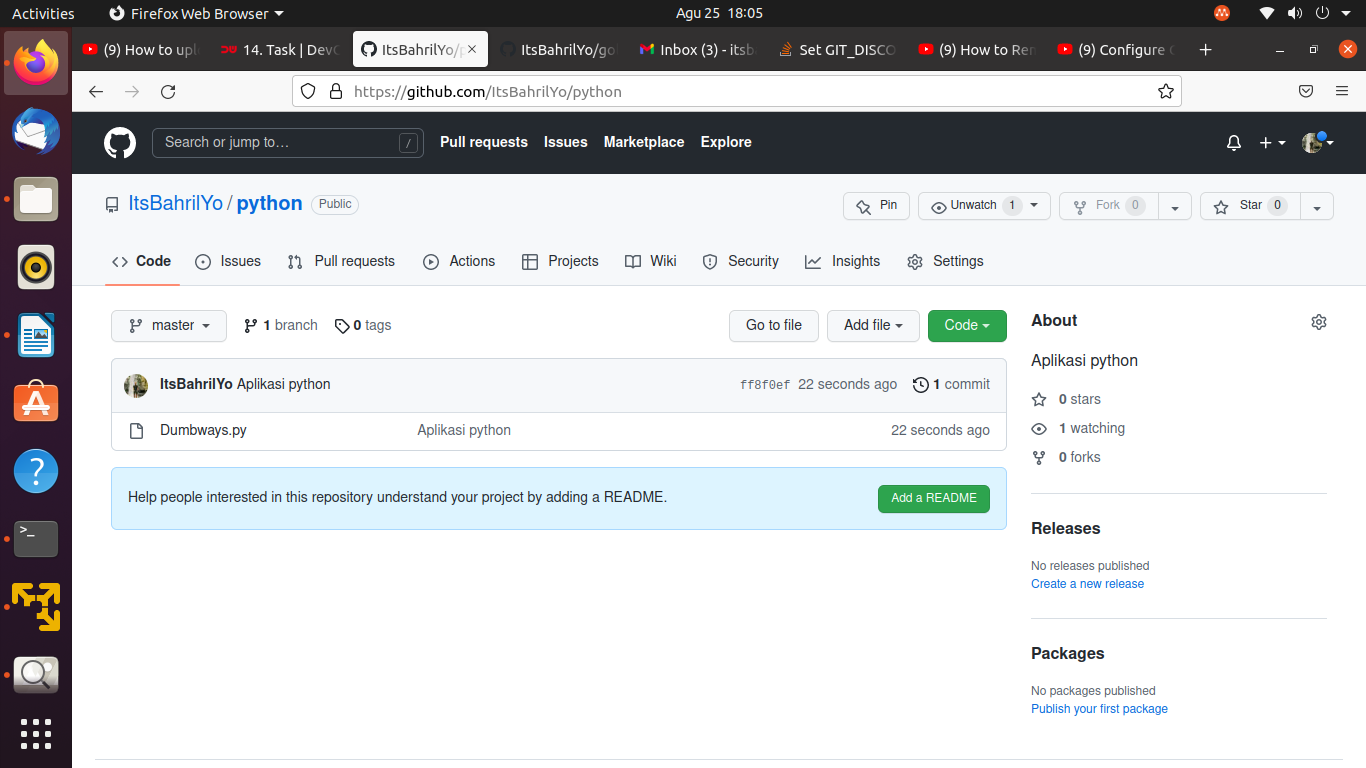 Activities Firefox Web Browser Agu 25 18:05
(9) How to upl 14. Task | DevO ItsBahrilYo/p ItsBahrilYo/go Inbox (3) - itsb Set GIT_DISCO (9) How to Ren (9) Configure
https://github.com/ItsBahrilYo/python
Search or jump to… / Pull requests Issues Marketplace Explore
ItsBahrilYo / python Public Pin Unwatch 1 Fork 0 Star 0
Code Issues Pull requests Actions Projects Wiki Security Insights Settings
master 1 branch 0 tags Go to file Add file Code
ItsBahrilYo Aplikasi python ff8f0ef 22 seconds ago 1 commit
Dumbways.py Aplikasi python 22 seconds ago
Help people interested in this repository understand your project by adding a README. Add a README
About
Aplikasi python
0 stars
1 watching
0 forks
Releases
No releases published
Create a new release
Packages
No packages published
Publish your first package